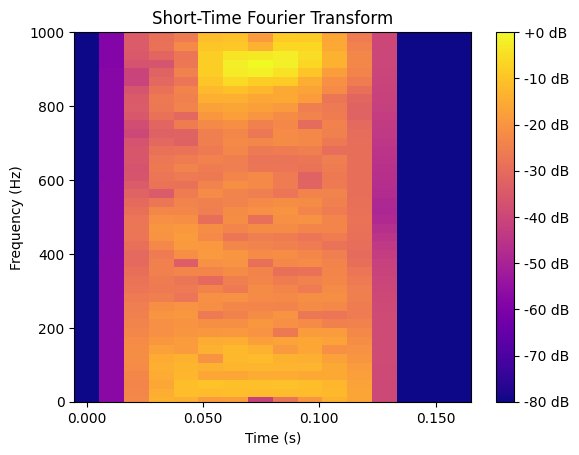 Short-Time Fourier Transform
1000
800
600
400
200
0
Frequency (Hz)
0.000
0.050
0.100
0.150
Time (s)
+0 dB
-10 dB
-20 dB
-30 dB
-40 dB
-50 dB
-60 dB
-70 dB
-80 dB